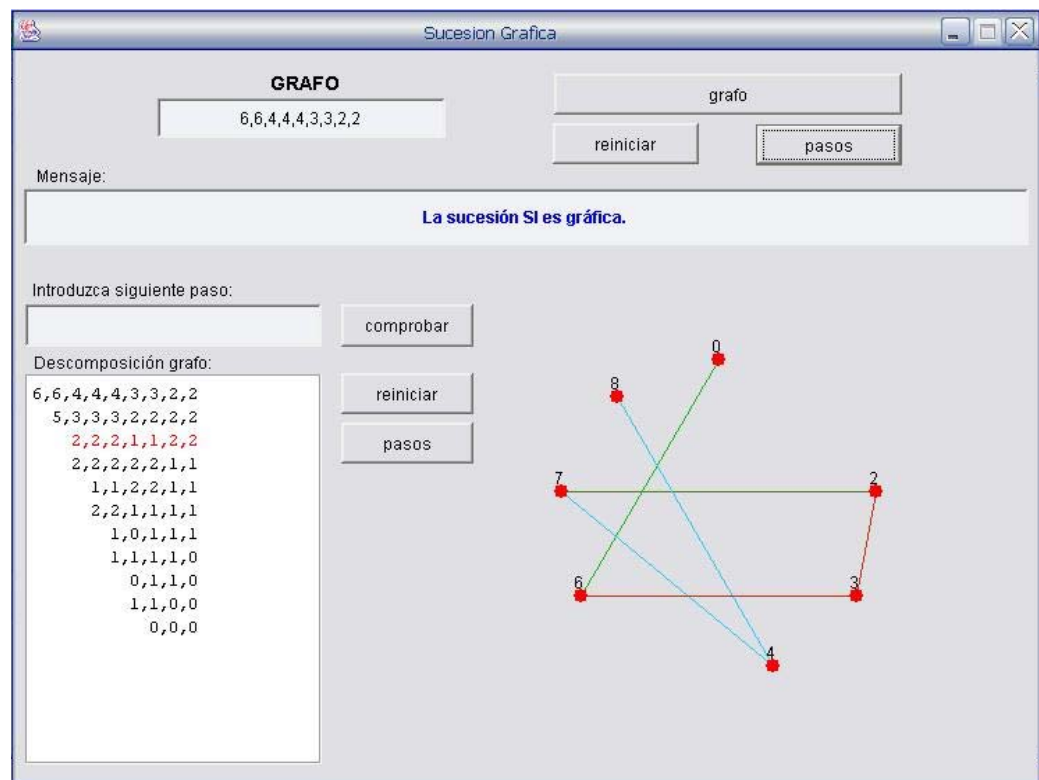 Sucesion Grafica
GRAFO
6,6,4,4,4,3,3,2,2
grafo
reiniciar
pasos
Mensaje:
La sucesión SI es gráfica.
Introduzca siguiente paso:
comprobar
Descomposición grafo:
reiniciar
pasos
6,6,4,4,4,3,3,2,2
5,3,3,3,2,2,2,2
2,2,2,1,1,2,2
2,2,2,2,2,1,1
1,1,2,2,1,1
2,2,1,1,1,1
1,0,1,1,1
1,1,1,1,0
0,1,1,0
1,1,0,0
0,0,0
0
8
7
2
6
3
4